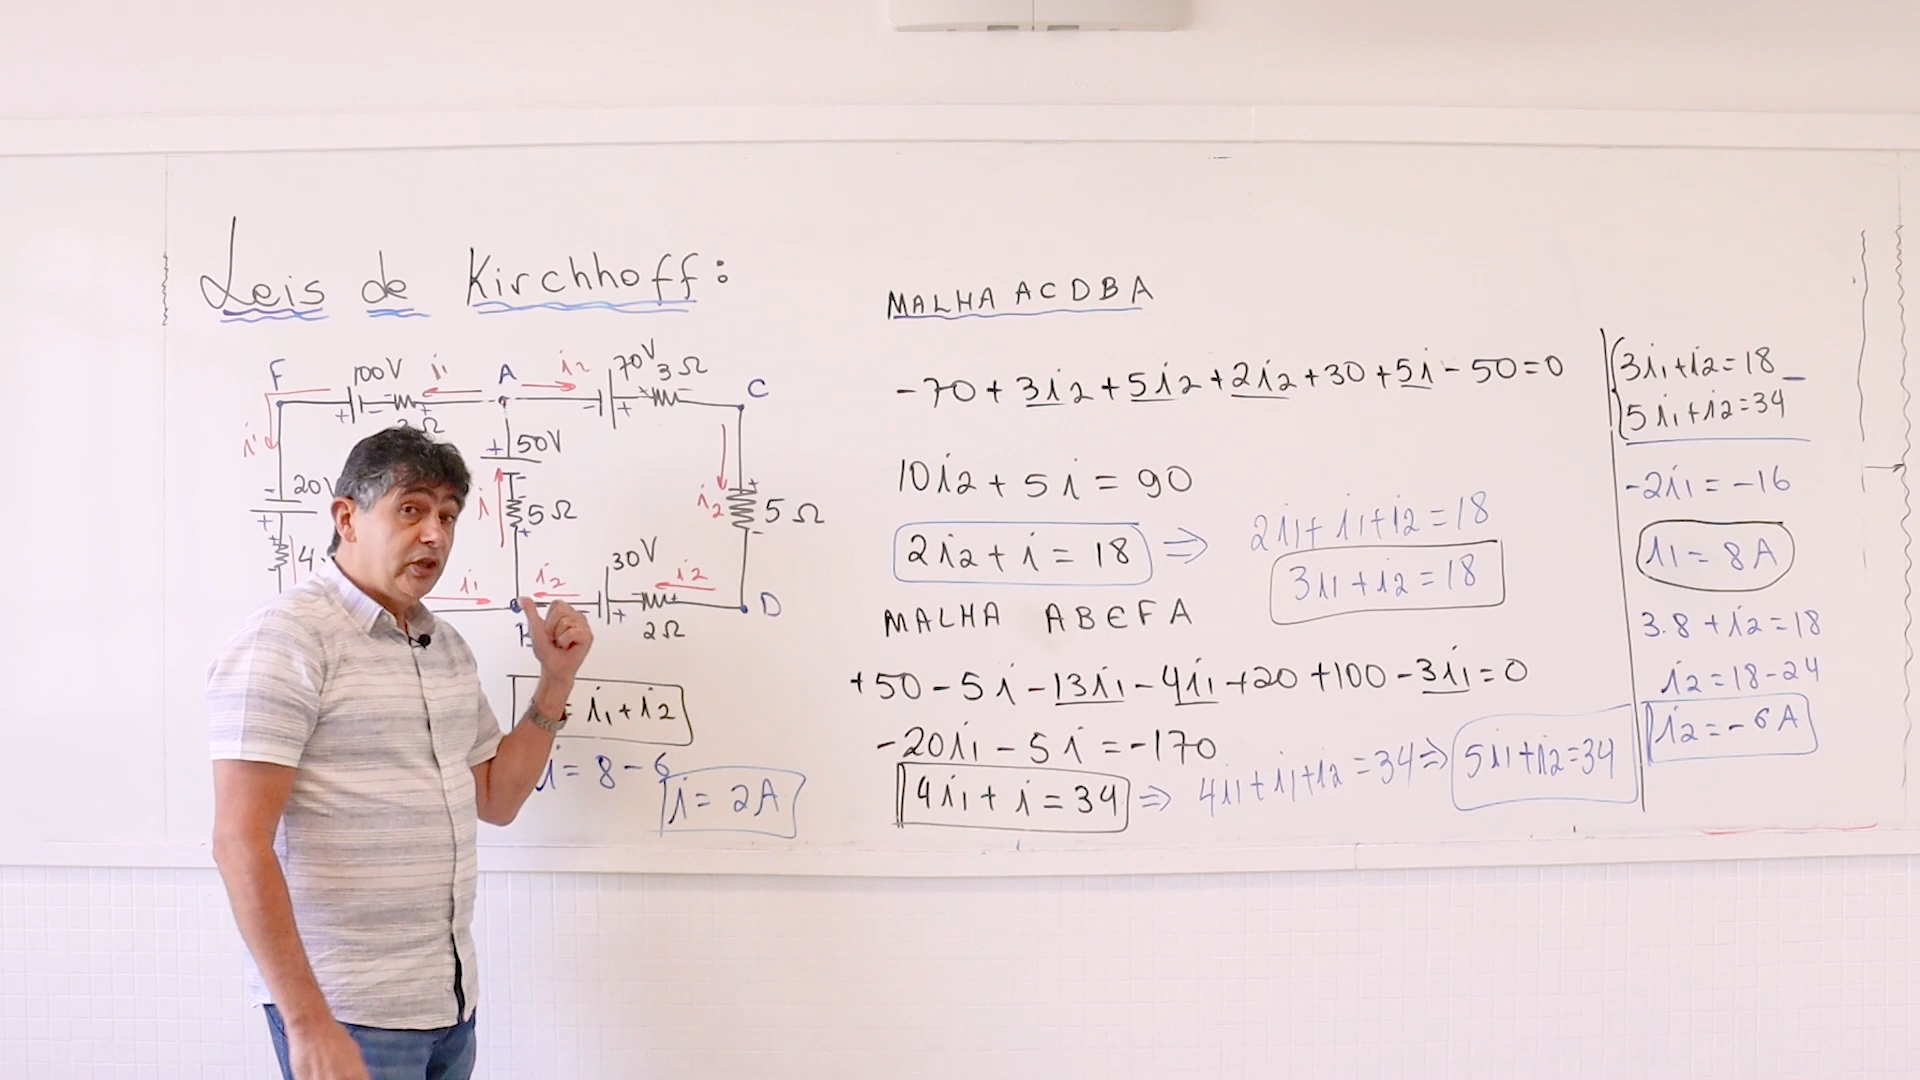 Leis de Kirchhoff:
F 100V i₁ A i₂ 70V 3Ω C
+ - - + - + + -
i₁ + 50V
- 20V
+ + i - 5Ω + i₂ + 5Ω -
4
i₁ i₂ 30V i₂
+ - + D
B 2Ω
i₁+i₂
i = 8 - 6
i = 2A
MALHA ACDBA
-70 + 3i₂ + 5i₂ + 2i₂ + 30 + 5i - 50 = 0
10i₂ + 5i = 90
2i₂ + i = 18 ⇒ 2i₁ + i₁ + i₂ = 18
3i₁ + i₂ = 18
MALHA ABEFA
+50 - 5i - 13i₁ - 4i₁ + 20 + 100 - 3i₁ = 0
-20i₁ - 5i = -170
4i₁ + i = 34 ⇒ 4i₁ + i₁ + i₂ = 34 ⇒ 5i₁ + i₂ = 34
3i₁ + i₂ = 18 -
5i₁ + i₂ = 34
-2i₁ = -16
i₁ = 8A
3.8 + i₂ = 18
i₂ = 18 - 24
i₂ = -6A